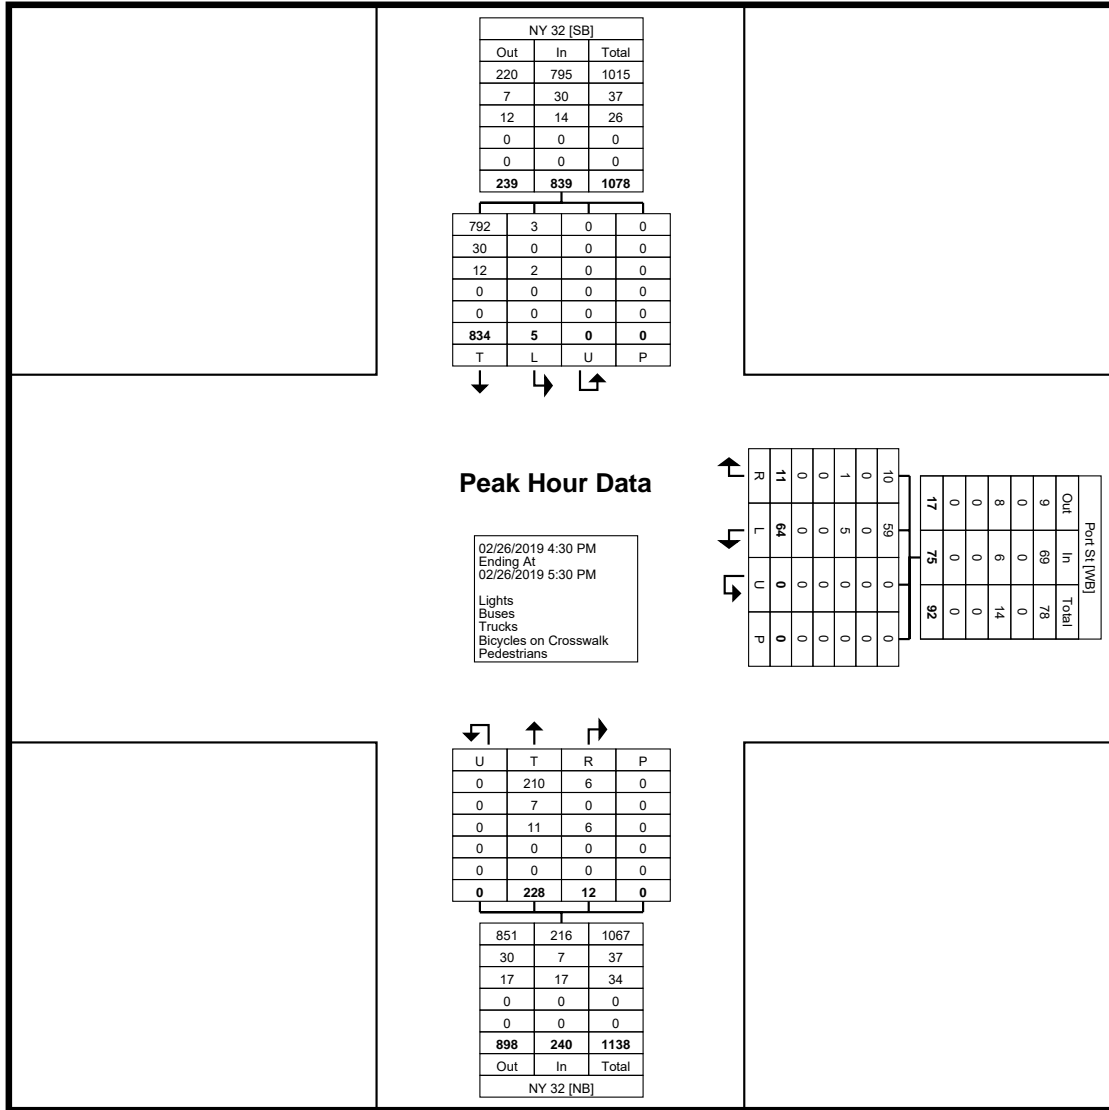 NY 32 [SB]
Out In Total
220 795 1015
7 30 37
12 14 26
0 0 0
0 0 0
239 839 1078
792 3 0 0
30 0 0 0
12 2 0 0
0 0 0 0
0 0 0 0
834 5 0 0
T L U P
Peak Hour Data
02/26/2019 4:30 PM
Ending At
02/26/2019 5:30 PM
Lights
Buses
Trucks
Bicycles on Crosswalk
Pedestrians
Port St [WB]
Out In Total
9 69 78
0 0 0
8 6 14
0 0 0
0 0 0
17 75 92
10 59 0 0
0 0 0 0
1 5 0 0
0 0 0 0
0 0 0 0
11 64 0 0
R L U P
U T R P
0 210 6 0
0 7 0 0
0 11 6 0
0 0 0 0
0 0 0 0
0 228 12 0
851 216 1067
30 7 37
17 17 34
0 0 0
0 0 0
898 240 1138
Out In Total
NY 32 [NB]